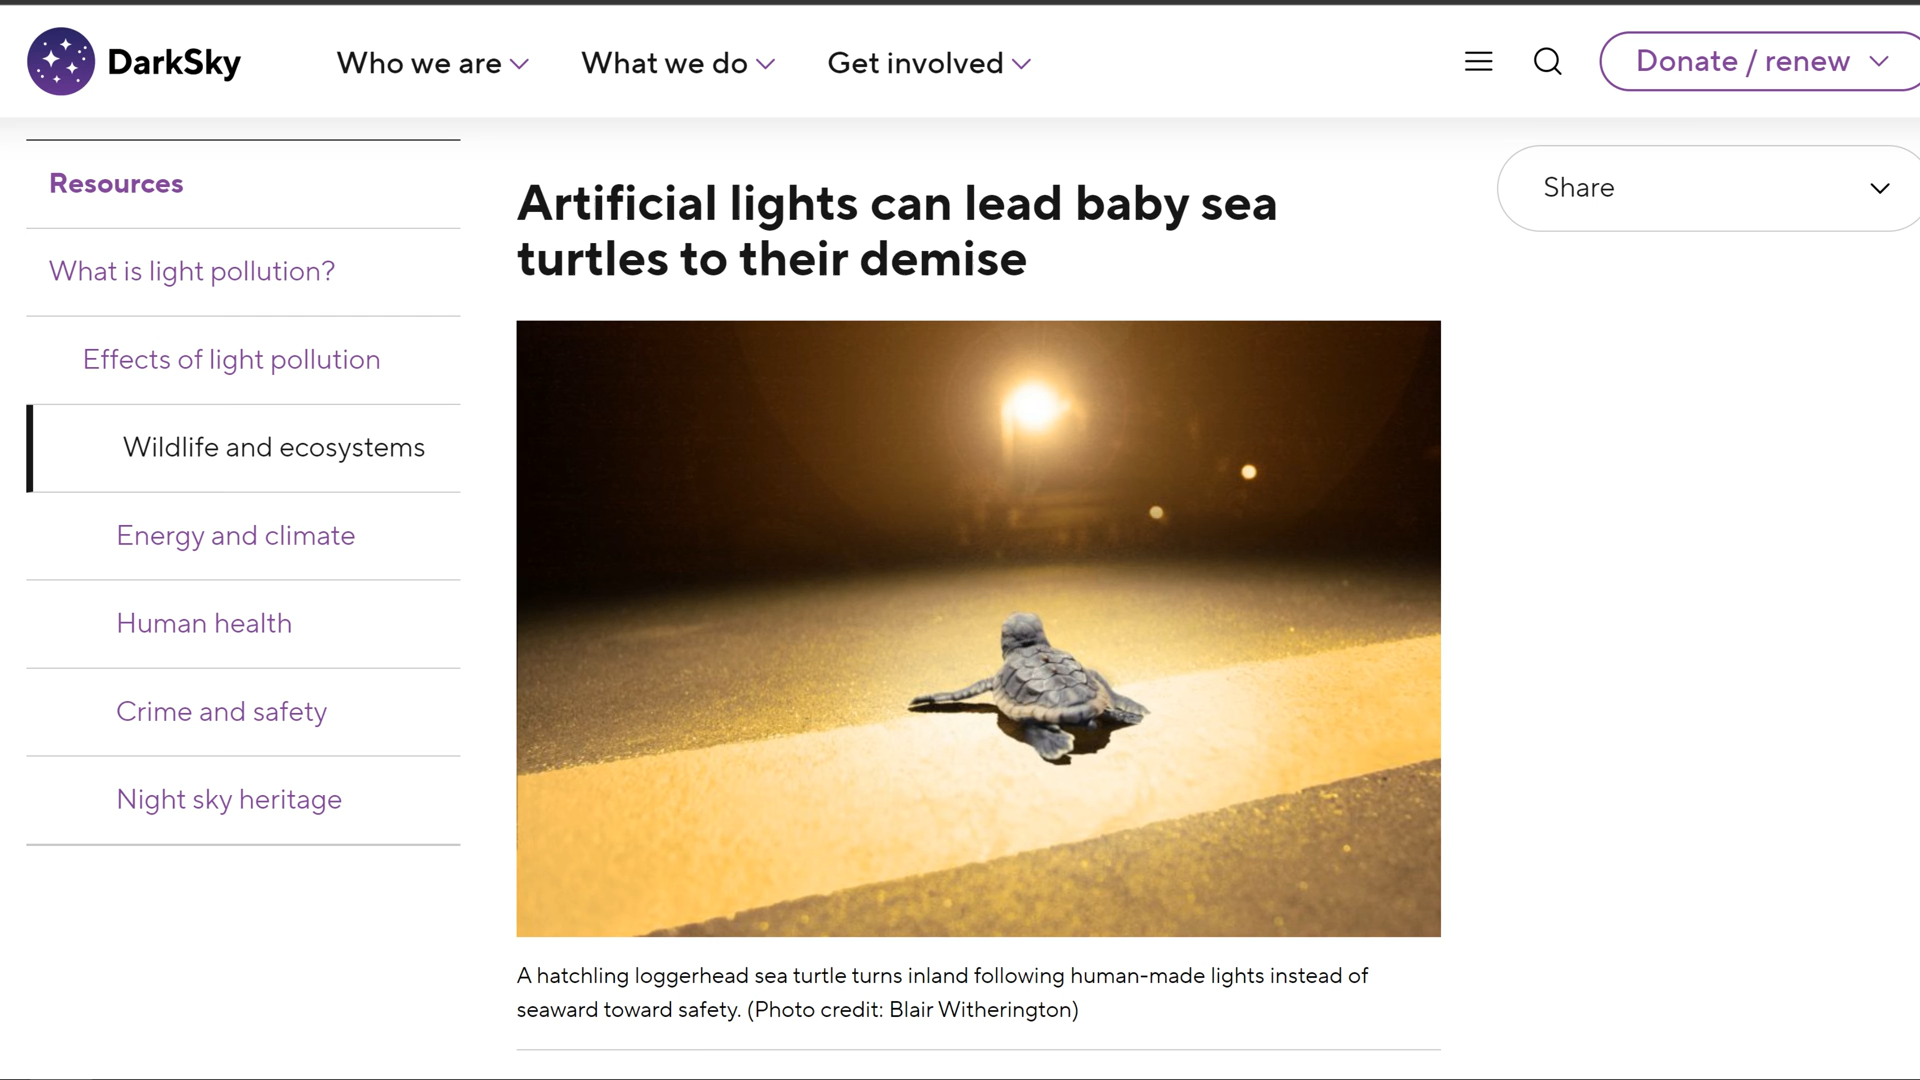 DarkSky
Who we are
What we do
Get involved
Donate / renew
Resources
What is light pollution?
Effects of light pollution
Wildlife and ecosystems
Energy and climate
Human health
Crime and safety
Night sky heritage
Artificial lights can lead baby sea
turtles to their demise
A hatchling loggerhead sea turtle turns inland following human-made lights instead of
seaward toward safety. (Photo credit: Blair Witherington)
Share